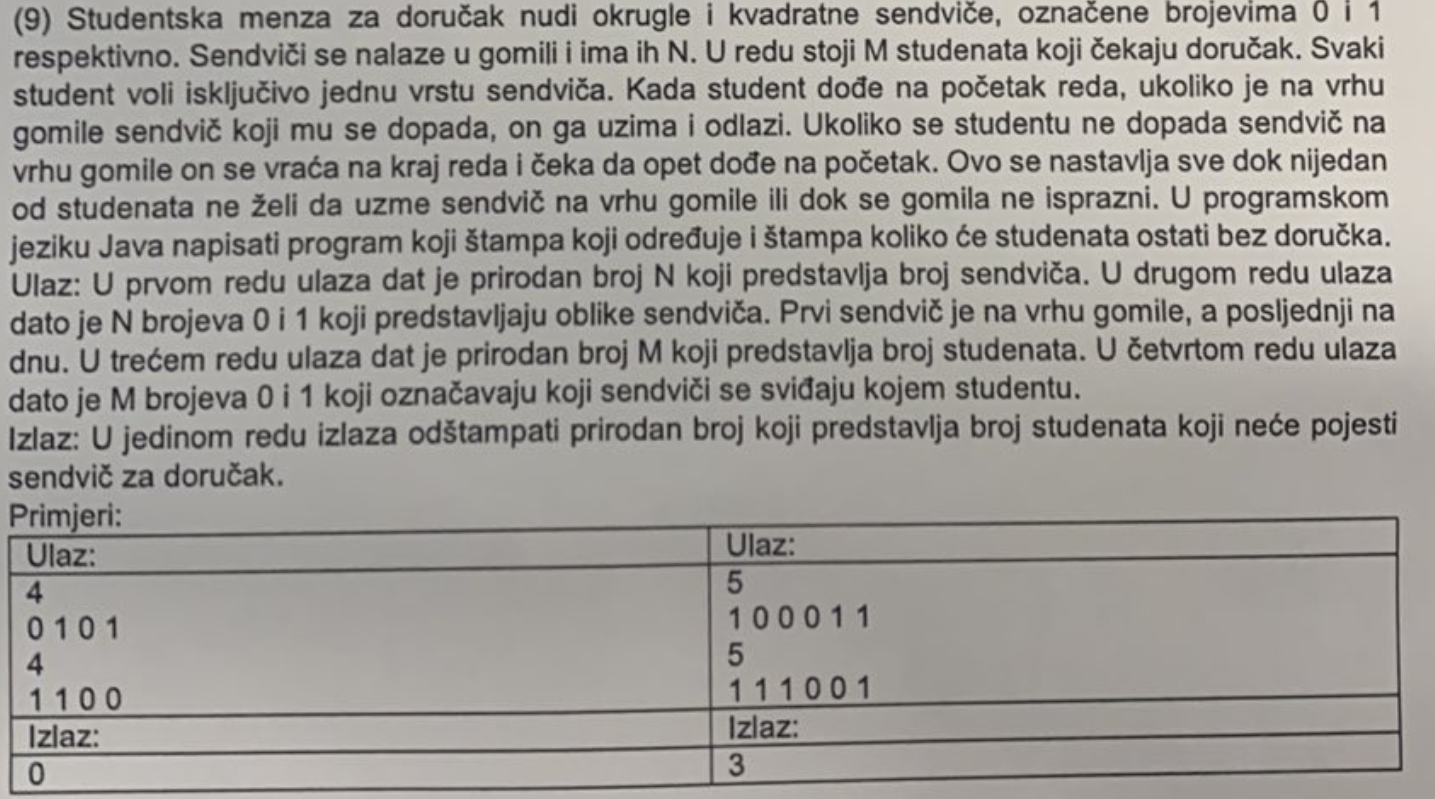 (9) Studentska menza za doručak nudi okrugle i kvadratne sendviče, označene brojevima 0 i 1
respektivno. Sendviči se nalaze u gomili i ima ih N. U redu stoji M studenata koji čekaju doručak. Svaki
student voli isključivo jednu vrstu sendviča. Kada student dođe na početak reda, ukoliko je na vrhu
gomile sendvič koji mu se dopada, on ga uzima i odlazi. Ukoliko se studentu ne dopada sendvič na
vrhu gomile on se vraća na kraj reda i čeka da opet dođe na početak. Ovo se nastavlja sve dok nijedan
od studenata ne želi da uzme sendvič na vrhu gomile ili dok se gomila ne isprazni. U programskom
jeziku Java napisati program koji štampa koji određuje i štampa koliko će studenata ostati bez doručka.
Ulaz: U prvom redu ulaza dat je prirodan broj N koji predstavlja broj sendviča. U drugom redu ulaza
dato je N brojeva 0 i 1 koji predstavljaju oblike sendviča. Prvi sendvič je na vrhu gomile, a posljednji na
dnu. U trećem redu ulaza dat je prirodan broj M koji predstavlja broj studenata. U četvrtom redu ulaza
dato je M brojeva 0 i 1 koji označavaju koji sendviči se sviđaju kojem studentu.
Izlaz: U jedinom redu izlaza odštampati prirodan broj koji predstavlja broj studenata koji neće pojesti
sendvič za doručak.
Primjeri:
Ulaz:
4
0 1 0 1
4
1 1 0 0
Izlaz:
0
Ulaz:
5
1 0 0 0 1 1
5
1 1 1 0 0 1
Izlaz:
3